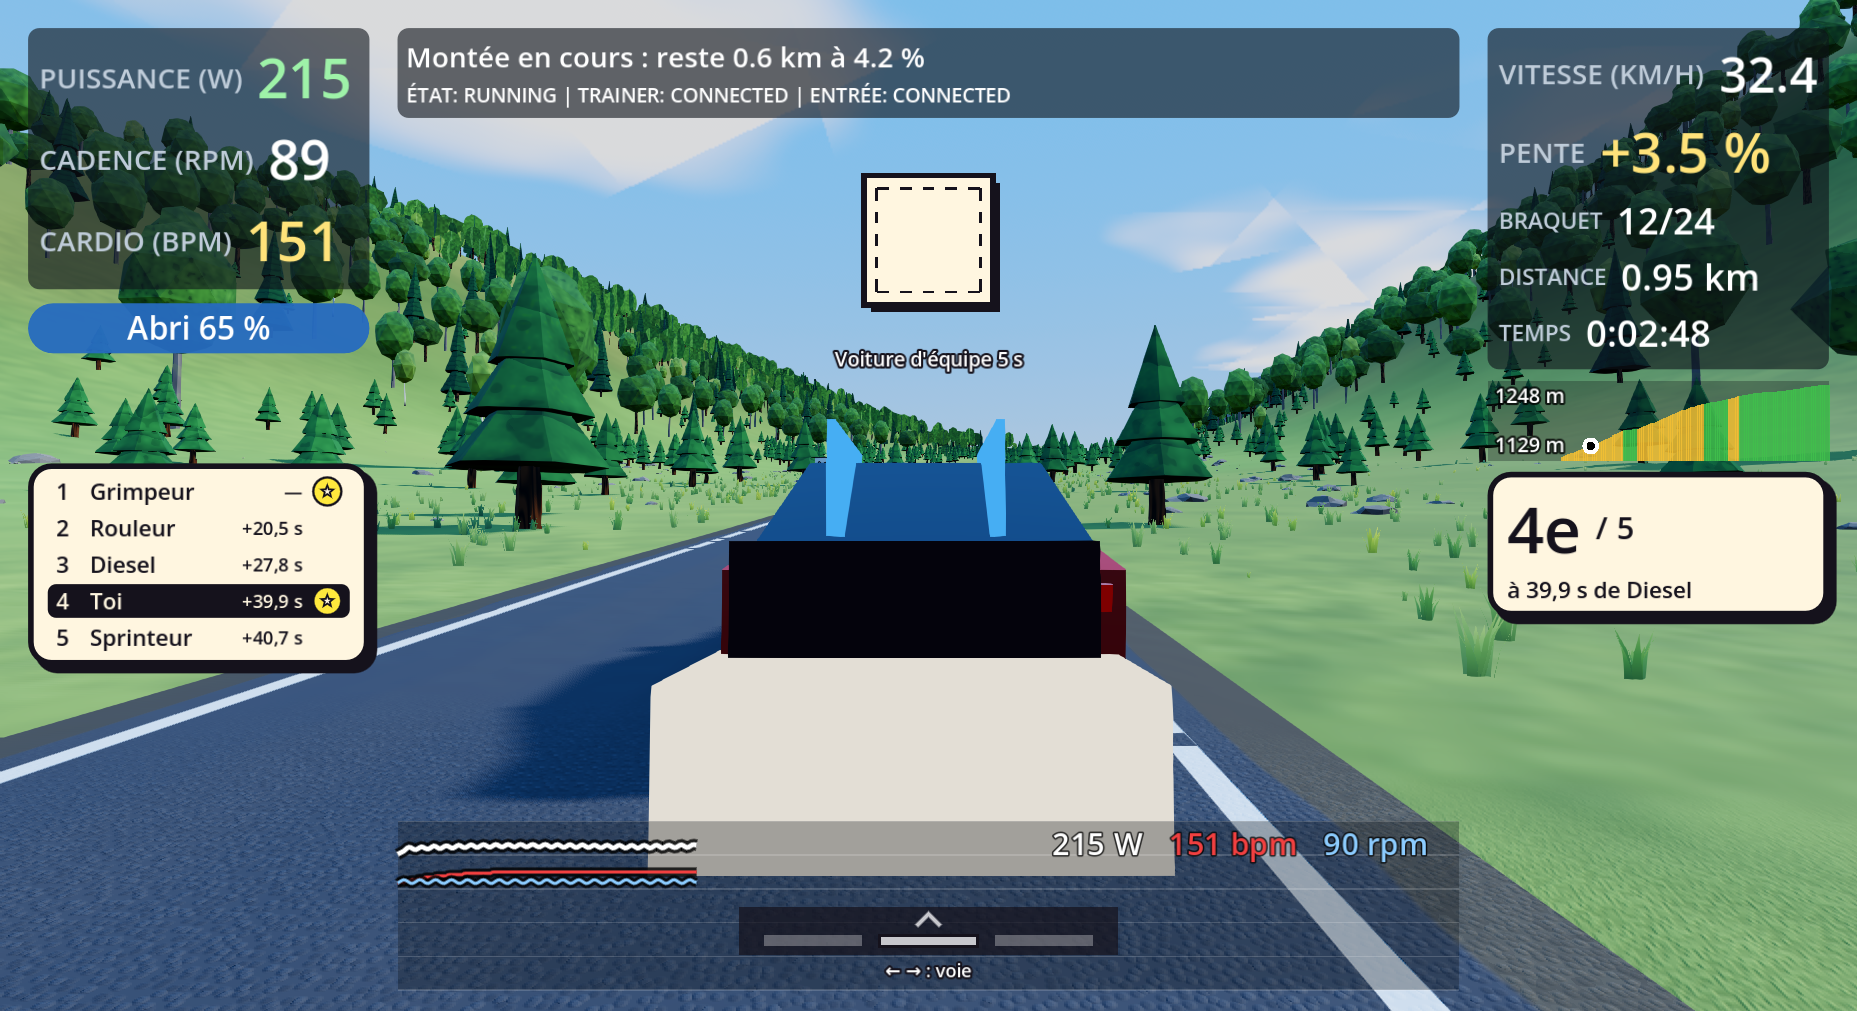 PUISSANCE (W) 215
CADENCE (RPM) 89
CARDIO (BPM) 151
Abri 65 %
Montée en cours : reste 0.6 km à 4.2 %
ÉTAT: RUNNING | TRAINER: CONNECTED | ENTRÉE: CONNECTED
VITESSE (KM/H) 32.4
PENTE +3.5 %
BRAQUET 12/24
DISTANCE 0.95 km
TEMPS 0:02:48
1248 m
1129 m
Voiture d'équipe 5 s
1 Grimpeur —
2 Rouleur +20,5 s
3 Diesel +27,8 s
4 Toi +39,9 s
5 Sprinteur +40,7 s
4e / 5
à 39,9 s de Diesel
215 W 151 bpm 90 rpm
← → : voie